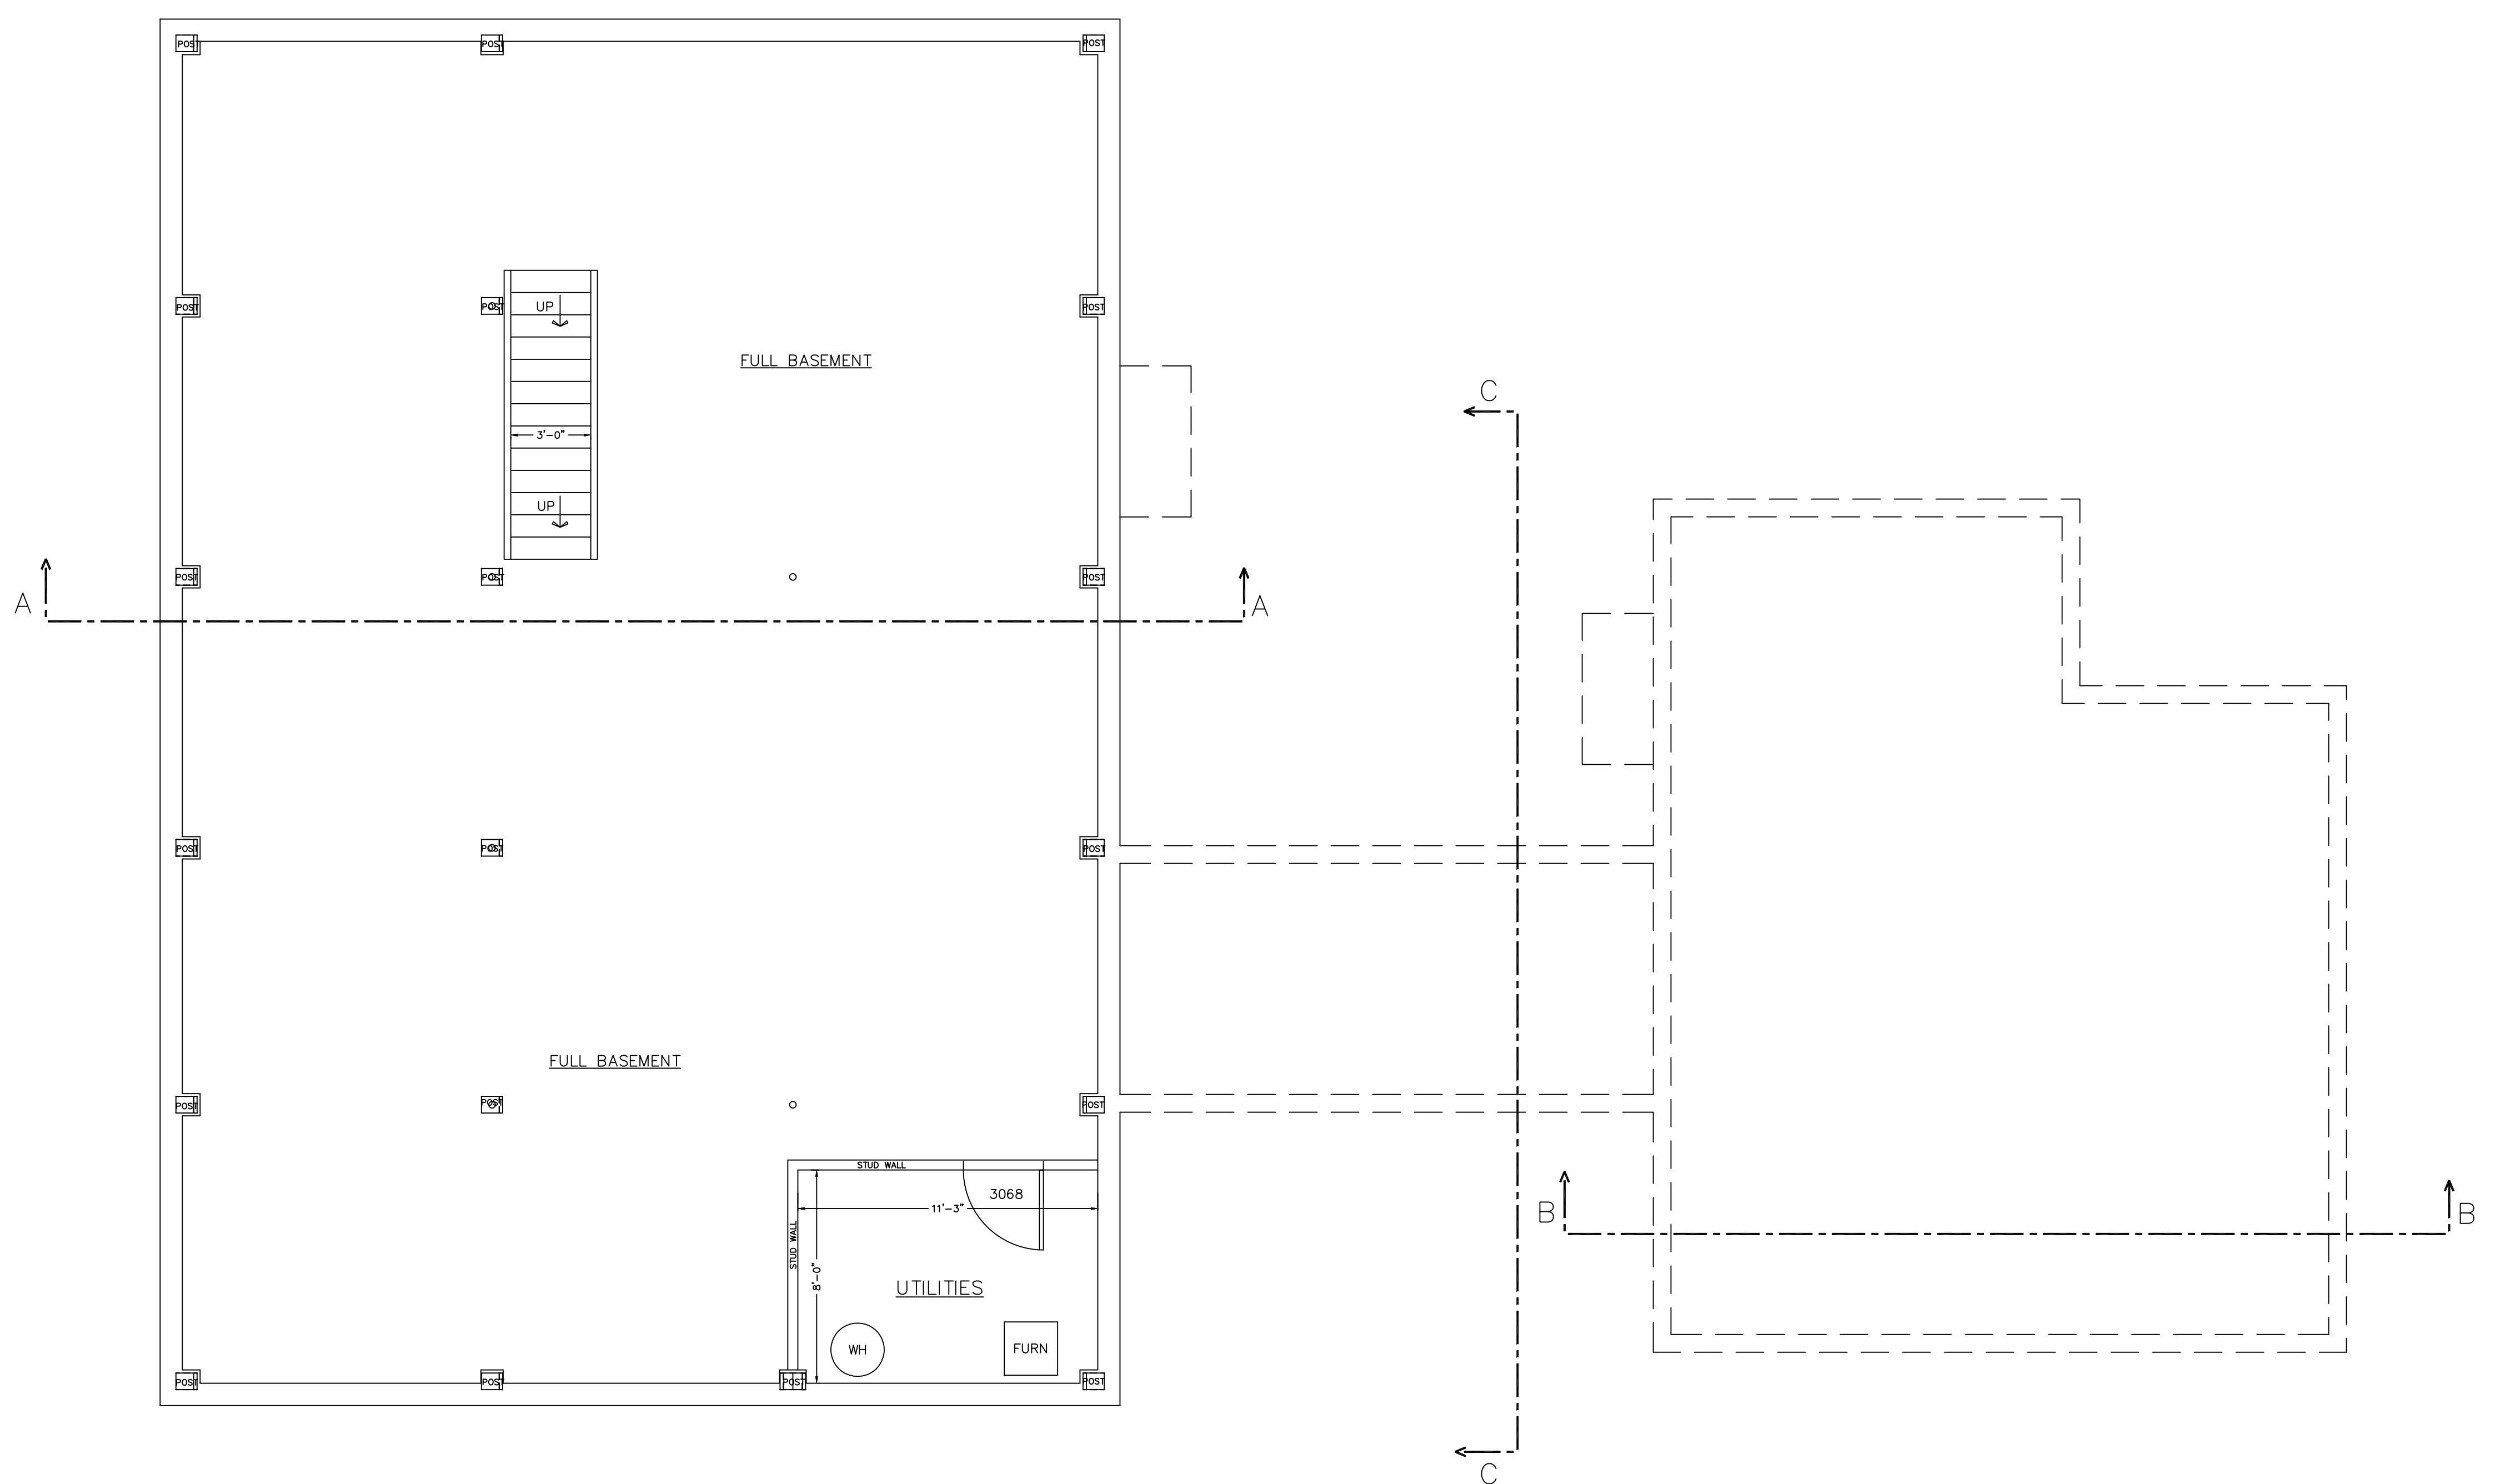 POST POST POST
POST POST POST
UP
FULL BASEMENT
C
3'-0"
UP
POST POST POST
A A
POST POST POST
FULL BASEMENT
POST POST POST
STUD WALL
3068
11'-3"
B B
STUD WALL
8'-0"
UTILITIES
WH FURN
POST POST POST POST
C